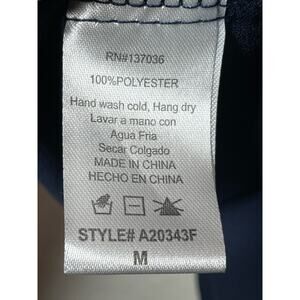 RN#137036
100%POLYESTER
Hand wash cold, Hang dry
Lavar a mano con
Agua Fria
Secar Colgado
MADE IN CHINA
HECHO EN CHINA
STYLE# A20343F
M